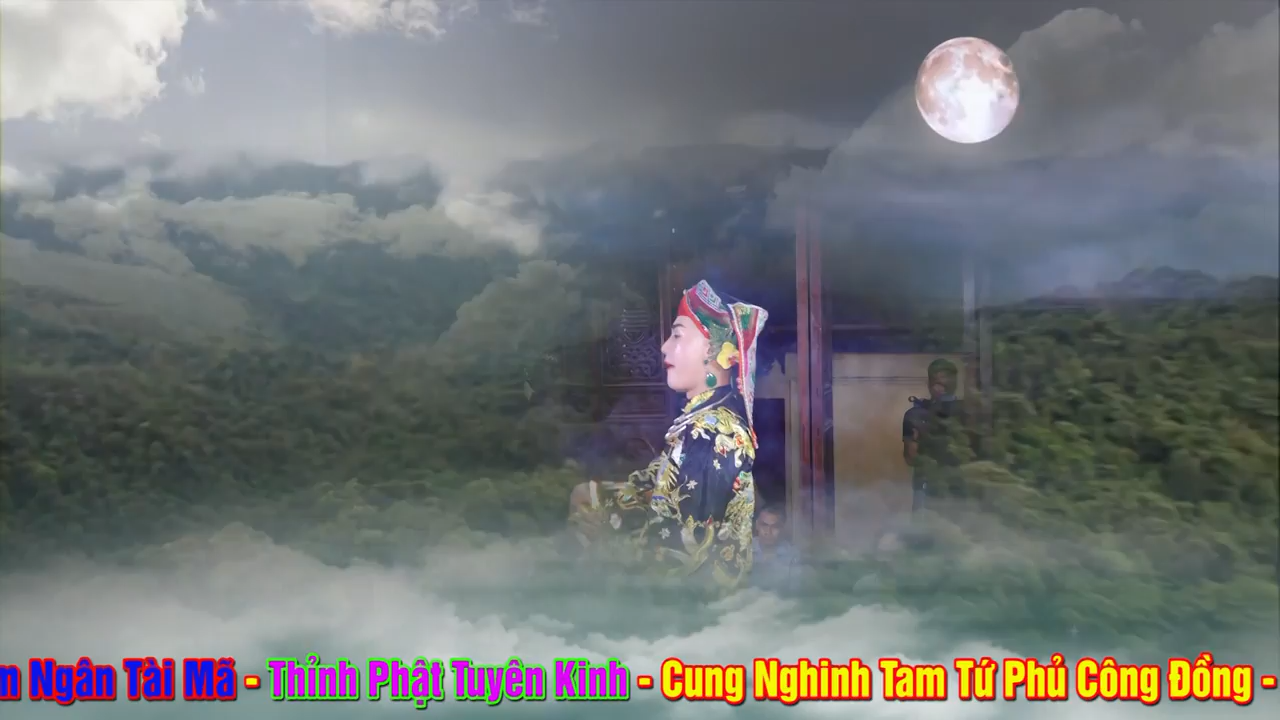 Ngân Tài Mã - Thỉnh Phật Tuyên Kinh - Cung Nghinh Tam Tứ Phủ Công Đồng -